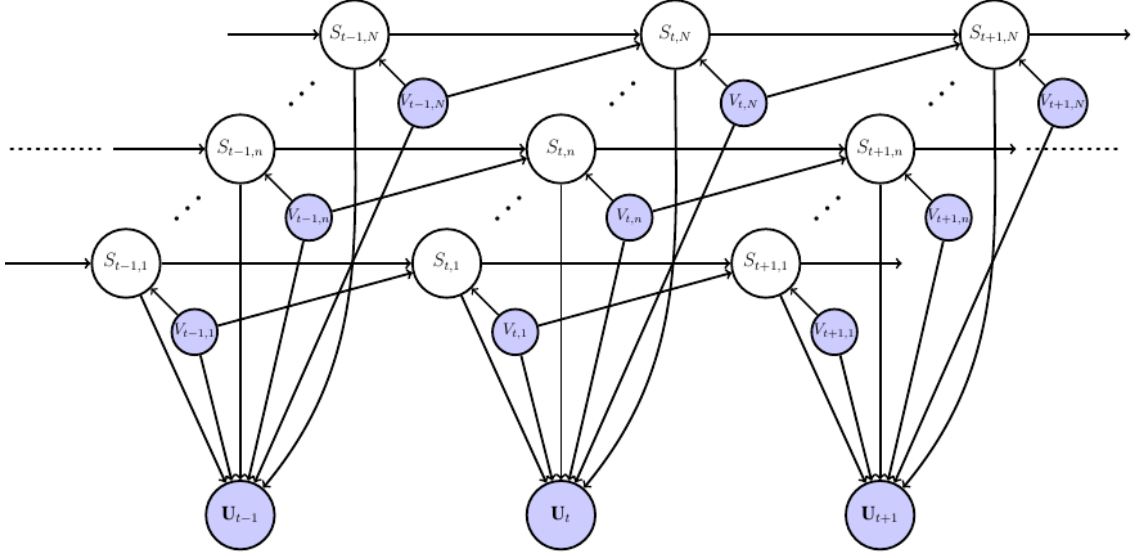 S_{t-1,N} S_{t,N} S_{t+1,N}
V_{t-1,N} V_{t,N} V_{t+1,N}
S_{t-1,n} S_{t,n} S_{t+1,n}
V_{t-1,n} V_{t,n} V_{t+1,n}
S_{t-1,1} S_{t,1} S_{t+1,1}
V_{t-1,1} V_{t,1} V_{t+1,1}
U_{t-1} U_t U_{t+1}